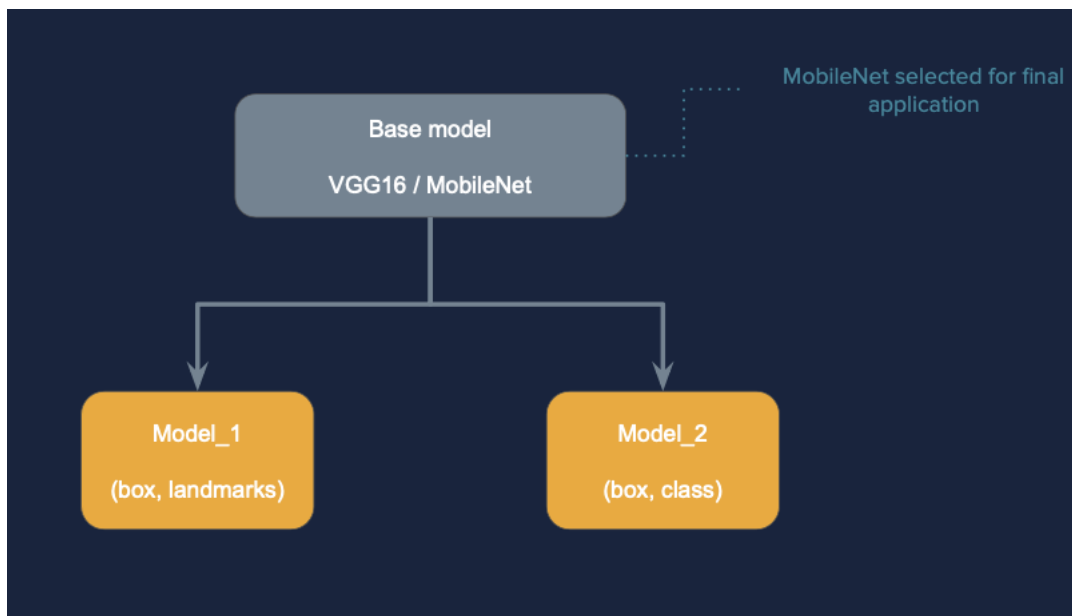 MobileNet selected for final
application
Base model
VGG16 / MobileNet
Model_1
(box, landmarks)
Model_2
(box, class)